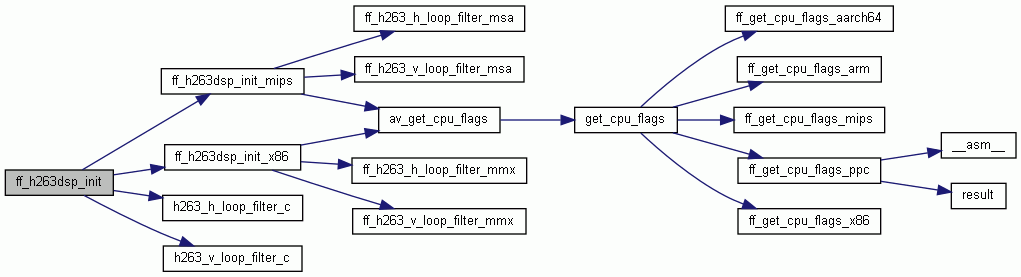 ff_h263dsp_init
ff_h263dsp_init_mips
ff_h263dsp_init_x86
h263_h_loop_filter_c
h263_v_loop_filter_c
ff_h263_h_loop_filter_msa
ff_h263_v_loop_filter_msa
av_get_cpu_flags
ff_h263_h_loop_filter_mmx
ff_h263_v_loop_filter_mmx
get_cpu_flags
ff_get_cpu_flags_aarch64
ff_get_cpu_flags_arm
ff_get_cpu_flags_mips
ff_get_cpu_flags_ppc
ff_get_cpu_flags_x86
__asm__
result